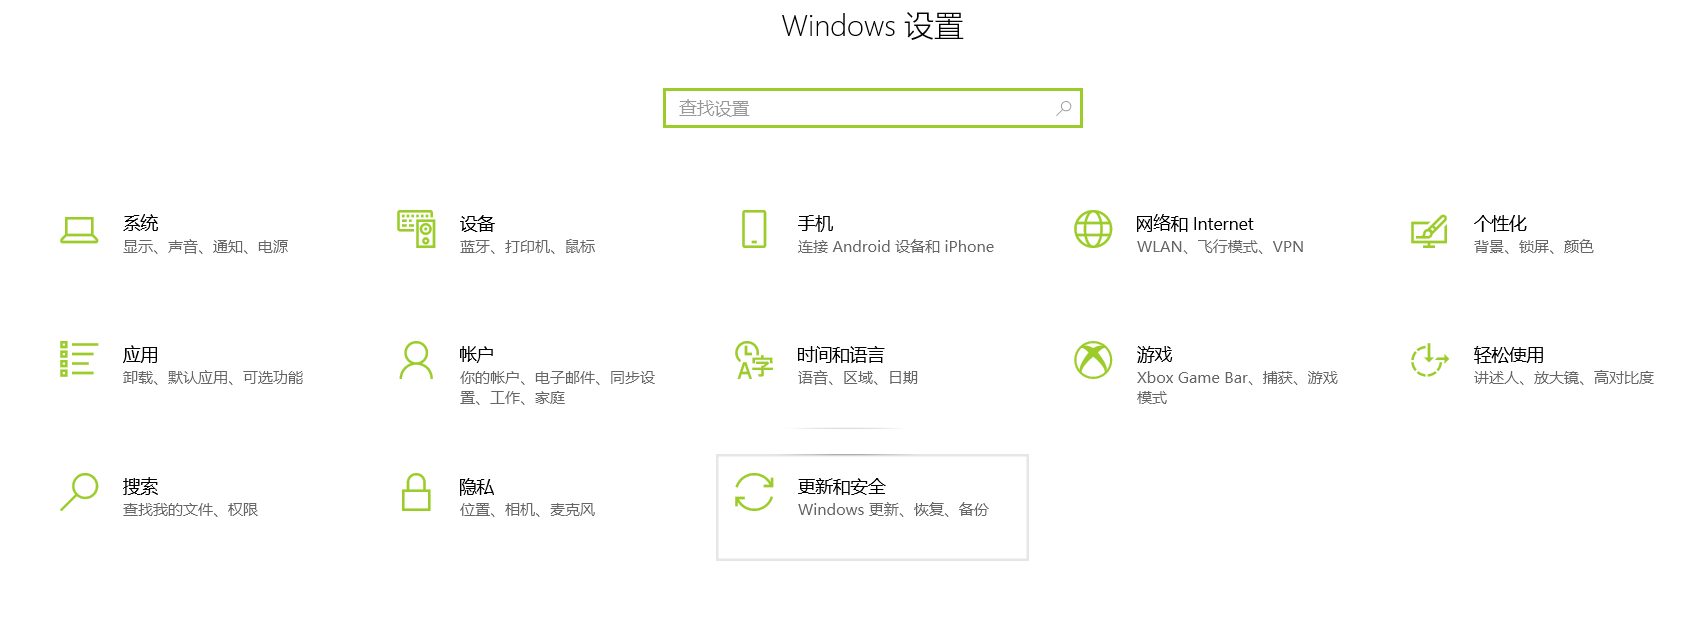 Windows 设置
查找设置
系统
显示、声音、通知、电源
设备
蓝牙、打印机、鼠标
手机
连接 Android 设备和 iPhone
网络和 Internet
WLAN、飞行模式、VPN
个性化
背景、锁屏、颜色
应用
卸载、默认应用、可选功能
帐户
你的帐户、电子邮件、同步设
置、工作、家庭
时间和语言
语音、区域、日期
游戏
Xbox Game Bar、捕获、游戏
模式
轻松使用
讲述人、放大镜、高对比度
搜索
查找我的文件、权限
隐私
位置、相机、麦克风
更新和安全
Windows 更新、恢复、备份